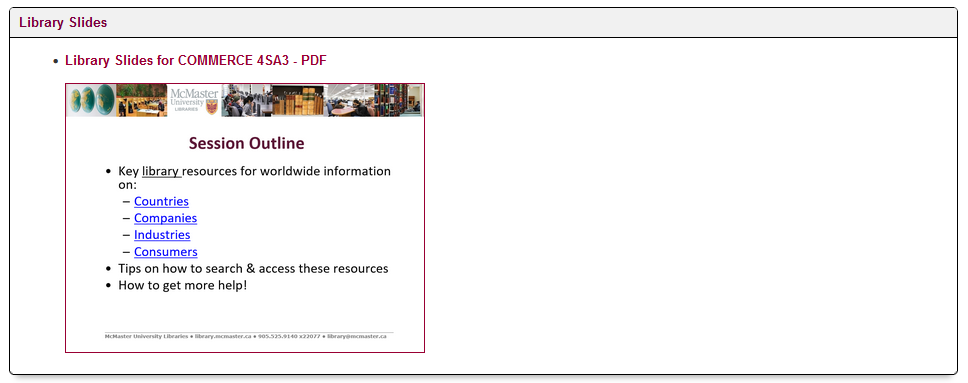 Library Slides
• Library Slides for COMMERCE 4SA3 - PDF
McMaster
University
LIBRARIES
Session Outline
• Key library resources for worldwide information
on:
– Countries
– Companies
– Industries
– Consumers
• Tips on how to search & access these resources
• How to get more help!
McMaster University Libraries • library.mcmaster.ca • 905.525.9140 x22077 • library@mcmaster.ca